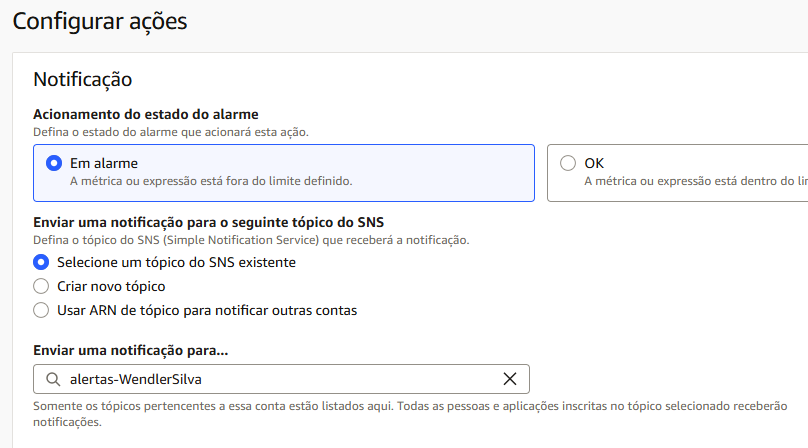 Configurar ações
Notificação
Acionamento do estado do alarme
Defina o estado do alarme que acionará esta ação.
Em alarme
A métrica ou expressão está fora do limite definido.
OK
A métrica ou expressão está dentro do
Enviar uma notificação para o seguinte tópico do SNS
Defina o tópico do SNS (Simple Notification Service) que receberá a notificação.
Selecione um tópico do SNS existente
Criar novo tópico
Usar ARN de tópico para notificar outras contas
Enviar uma notificação para...
alertas-WendlerSilva
Somente os tópicos pertencentes a essa conta estão listados aqui. Todas as pessoas e aplicações inscritas no tópico selecionado receberão
notificações.